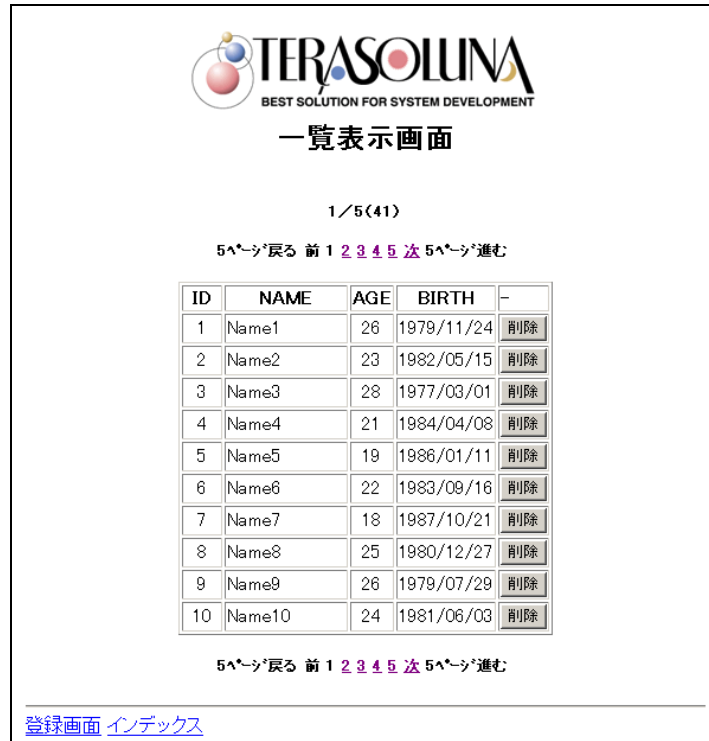 TERASOLUNA
BEST SOLUTION FOR SYSTEM DEVELOPMENT
一覧表示画面
1/5(41)
5ページ戻る 前 1 2 3 4 5 次 5ページ進む
ID NAME AGE BIRTH -
1 Name1 26 1979/11/24 削除
2 Name2 23 1982/05/15 削除
3 Name3 28 1977/03/01 削除
4 Name4 21 1984/04/08 削除
5 Name5 19 1986/01/11 削除
6 Name6 22 1983/09/16 削除
7 Name7 18 1987/10/21 削除
8 Name8 25 1980/12/27 削除
9 Name9 26 1979/07/29 削除
10 Name10 24 1981/06/03 削除
5ページ戻る 前 1 2 3 4 5 次 5ページ進む
登録画面 インデックス